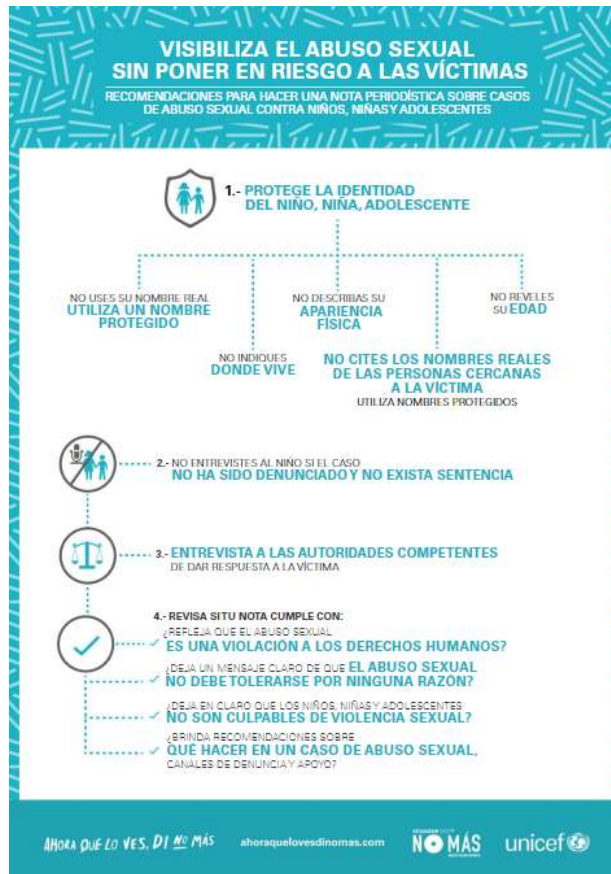 VISIBILIZA EL ABUSO SEXUAL
SIN PONER EN RIESGO A LAS VÍCTIMAS
RECOMENDACIONES PARA HACER UNA NOTA PERIODÍSTICA SOBRE CASOS
DE ABUSO SEXUAL CONTRA NIÑOS, NIÑAS Y ADOLESCENTES
1.- PROTEGE LA IDENTIDAD
DEL NIÑO, NIÑA, ADOLESCENTE
NO USES SU NOMBRE REAL
UTILIZA UN NOMBRE
PROTEGIDO
NO INDIQUES
DONDE VIVE
NO DESCRIBAS SU
APARIENCIA
FÍSICA
NO CITES LOS NOMBRES REALES
DE LAS PERSONAS CERCANAS
A LA VÍCTIMA
UTILIZA NOMBRES PROTEGIDOS
NO REVELES
SU EDAD
2.- NO ENTREVISTES AL NIÑO SI EL CASO
NO HA SIDO DENUNCIADO Y NO EXISTA SENTENCIA
3.- ENTREVISTA A LAS AUTORIDADES COMPETENTES
DE DAR RESPUESTA A LA VÍCTIMA
4.- REVISA SI TU NOTA CUMPLE CON:
¿REFLEJA QUE EL ABUSO SEXUAL
ES UNA VIOLACIÓN A LOS DERECHOS HUMANOS?
¿DEJA UN MENSAJE CLARO DE QUE EL ABUSO SEXUAL
NO DEBE TOLERARSE POR NINGUNA RAZÓN?
¿DEJA EN CLARO QUE LOS NIÑOS, NIÑAS Y ADOLESCENTES
NO SON CULPABLES DE VIOLENCIA SEXUAL?
¿BRINDA RECOMENDACIONES SOBRE
QUÉ HACER EN UN CASO DE ABUSO SEXUAL,
CANALES DE DENUNCIA Y APOYO?
AHORA QUE LO VES, DI NO MÁS
ahoraquelovesdinomas.com
NO MÁS
unicef